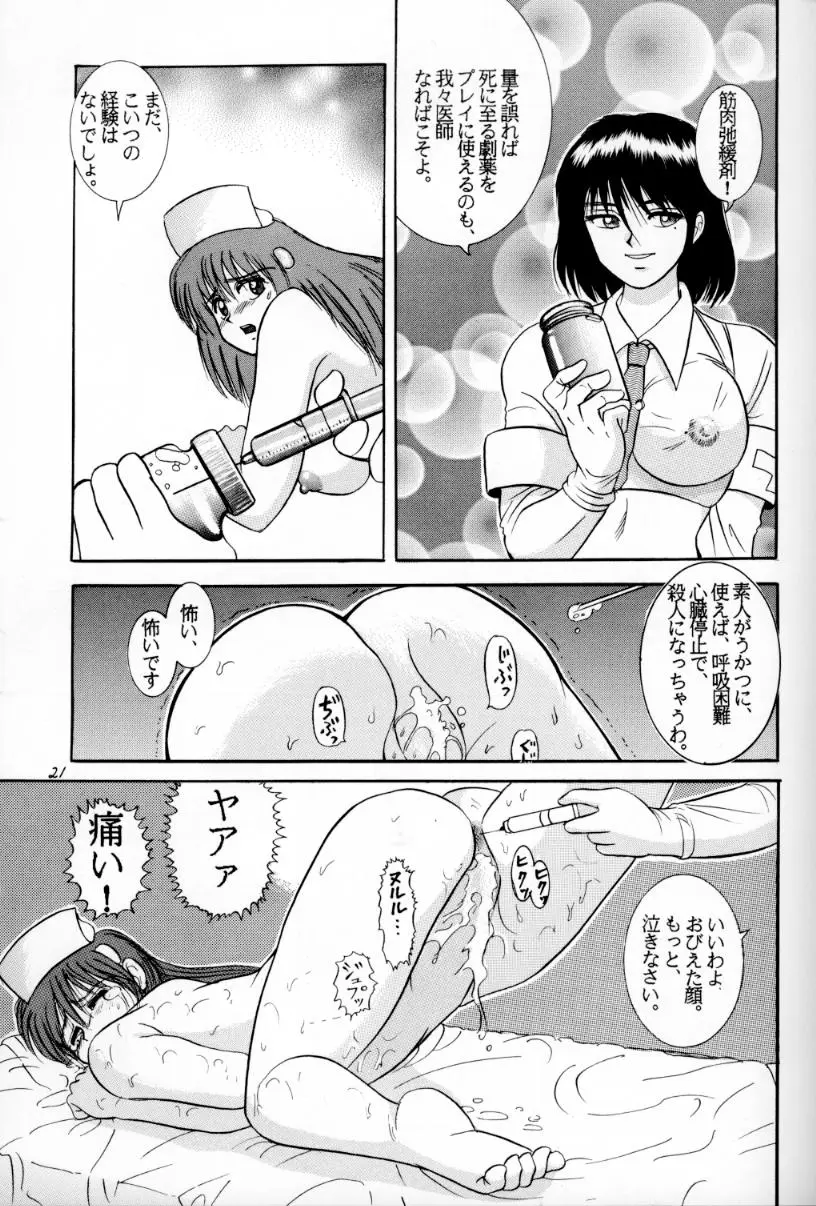 筋肉弛緩剤！
量を誤れば
死に至る劇薬を
プレイに使えるのも、
我々医師
なればこそよ。
まだ、
こいつの
経験は
ないでしょ。
素人がうかつに、
使えば、呼吸困難
心臓停止で、
殺人になっちゃうわ。
じぶっ
ぢぶっ
ぐ
怖い、
怖いです
21
ヒクッ
ヒクッ
ヌルル…
ジュプッ
ヤアァ
痛い！
いいわよ
おびえた顔。
もっと、
泣きなさい。